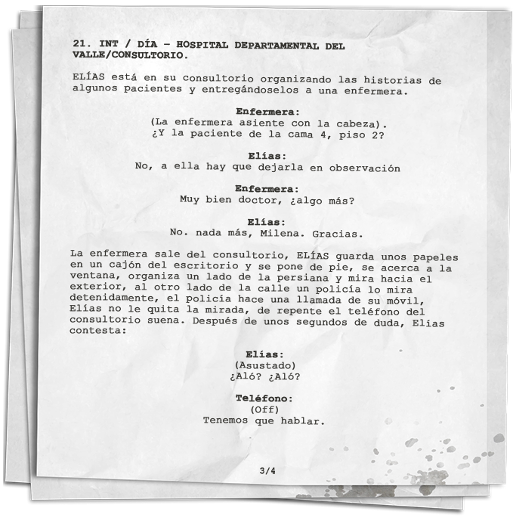 21. INT / DÍA – HOSPITAL DEPARTAMENTAL DEL
VALLE/CONSULTORIO.
ELÍAS está en su consultorio organizando las historias de
algunos pacientes y entregándoselos a una enfermera.
Enfermera:
(La enfermera asiente con la cabeza).
¿Y la paciente de la cama 4, piso 2?
Elías:
No, a ella hay que dejarla en observación
Enfermera:
Muy bien doctor, ¿algo más?
Elías:
No. nada más, Milena. Gracias.
La enfermera sale del consultorio, ELÍAS guarda unos papeles
en un cajón del escritorio y se pone de pie, se acerca a la
ventana, organiza un lado de la persiana y mira hacia el
exterior, al otro lado de la calle un policía lo mira
detenidamente, el policía hace una llamada de su móvil,
Elías no le quita la mirada, de repente el teléfono del
consultorio suena. Después de unos segundos de duda, Elías
contesta:
Elías:
(Asustado)
¿Aló? ¿Aló?
Teléfono:
(Off)
Tenemos que hablar.
3/4